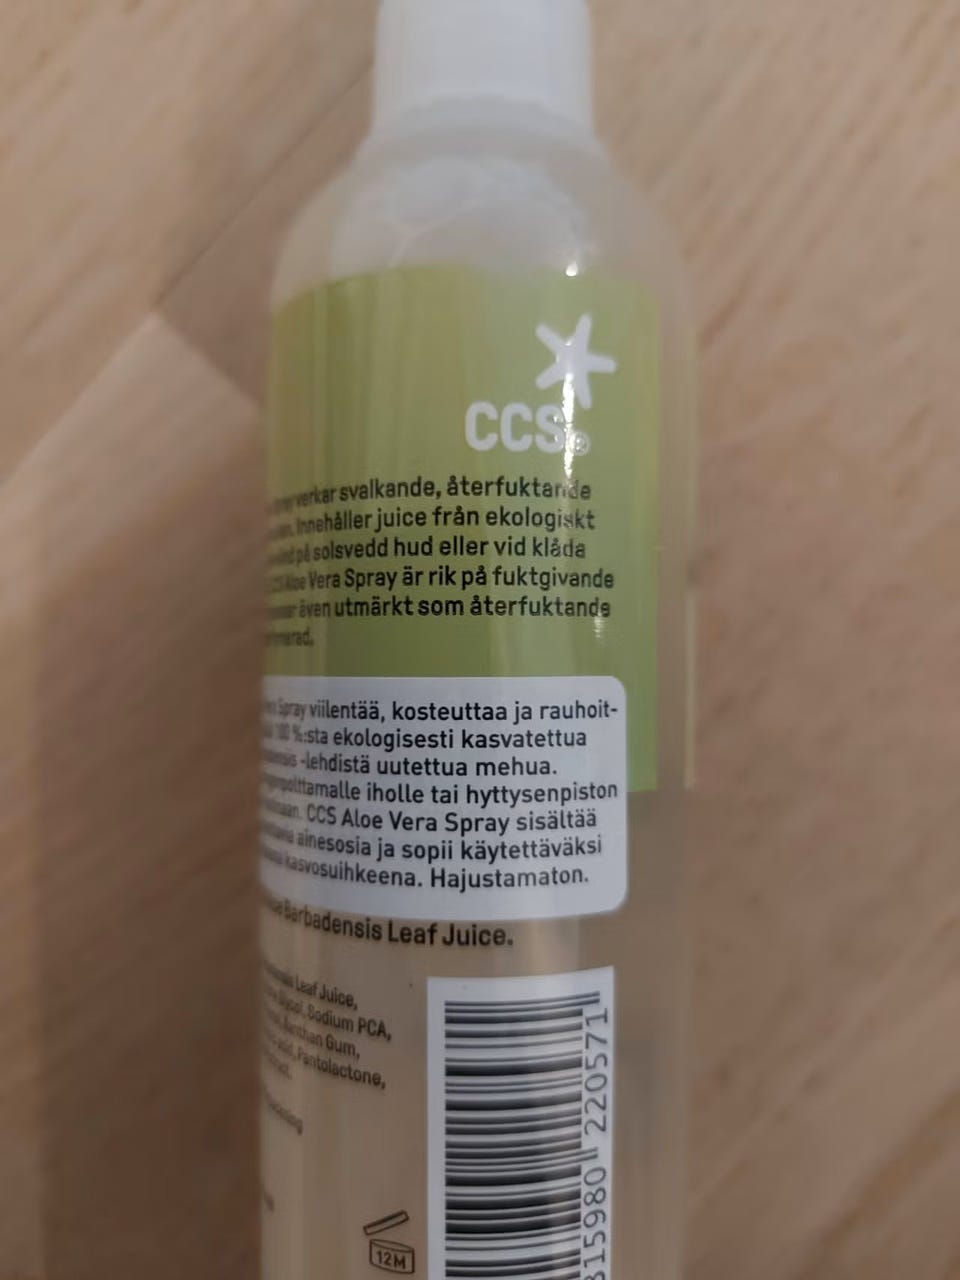 CCS®
verkar svalkande, återfuktande
Innehåller juice från ekologiskt
på solsvedd hud eller vid klåda
CCS Aloe Vera Spray är rik på fuktgivande
även utmärkt som återfuktande
Spray viilentää, kosteuttaa ja rauhoit-
100 %:sta ekologisesti kasvatettua
-lehdistä uutettua mehua.
iholle tai hyttysenpiston
CCS Aloe Vera Spray sisältää
ainesosia ja sopii käytettäväksi
kasvosuihkeena. Hajustamaton.
Barbadensis Leaf Juice.
Leaf Juice,
Sodium PCA,
Xanthan Gum,
Pantolactone,
12M
315980 220571